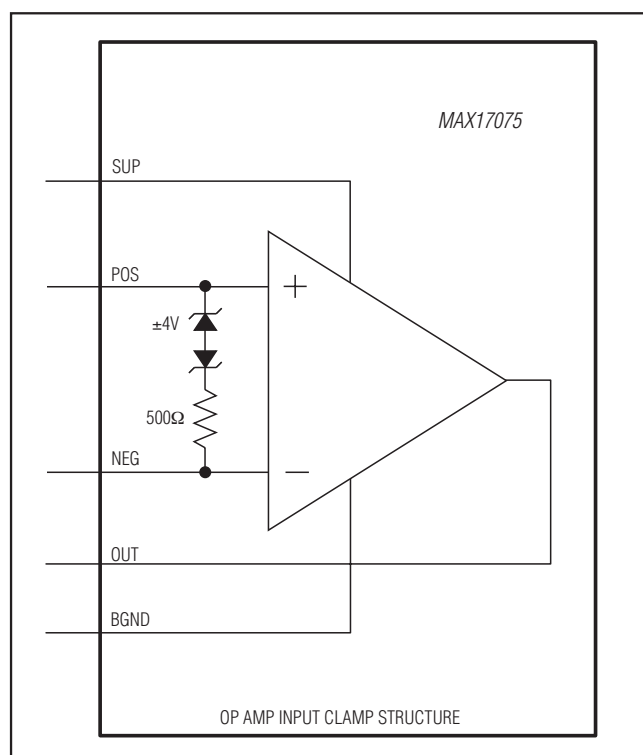 MAX17075
SUP
POS
+
±4V
500Ω
NEG
−
OUT
BGND
OP AMP INPUT CLAMP STRUCTURE